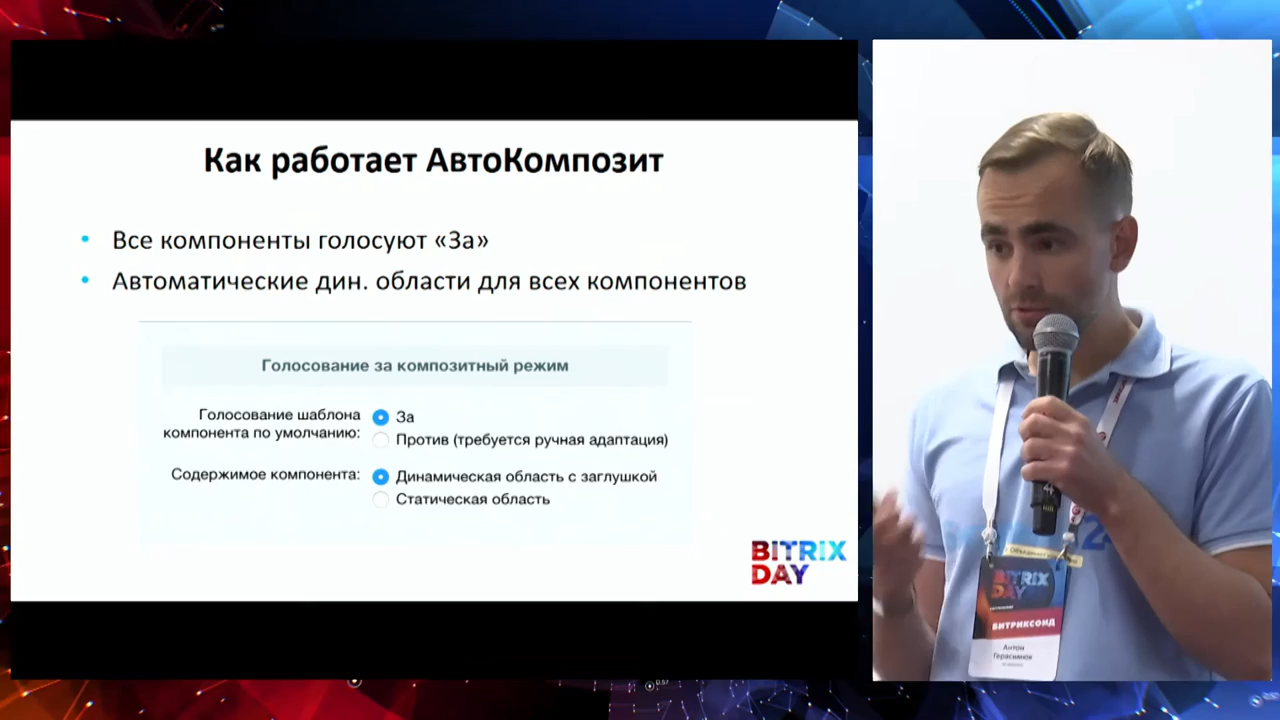 Как работает АвтоКомпозит
Все компоненты голосуют «За»
Автоматические дин. области для всех компонентов
Голосование за композитный режим
Голосование шаблона
компонента по умолчанию:
За
Против (требуется ручная адаптация)
Содержимое компонента:
Динамическая область с заглушкой
Статическая область
BITRIX
DAY
BITRIX
DAY
БИТРИКСОИД
Антон
Герасимюк